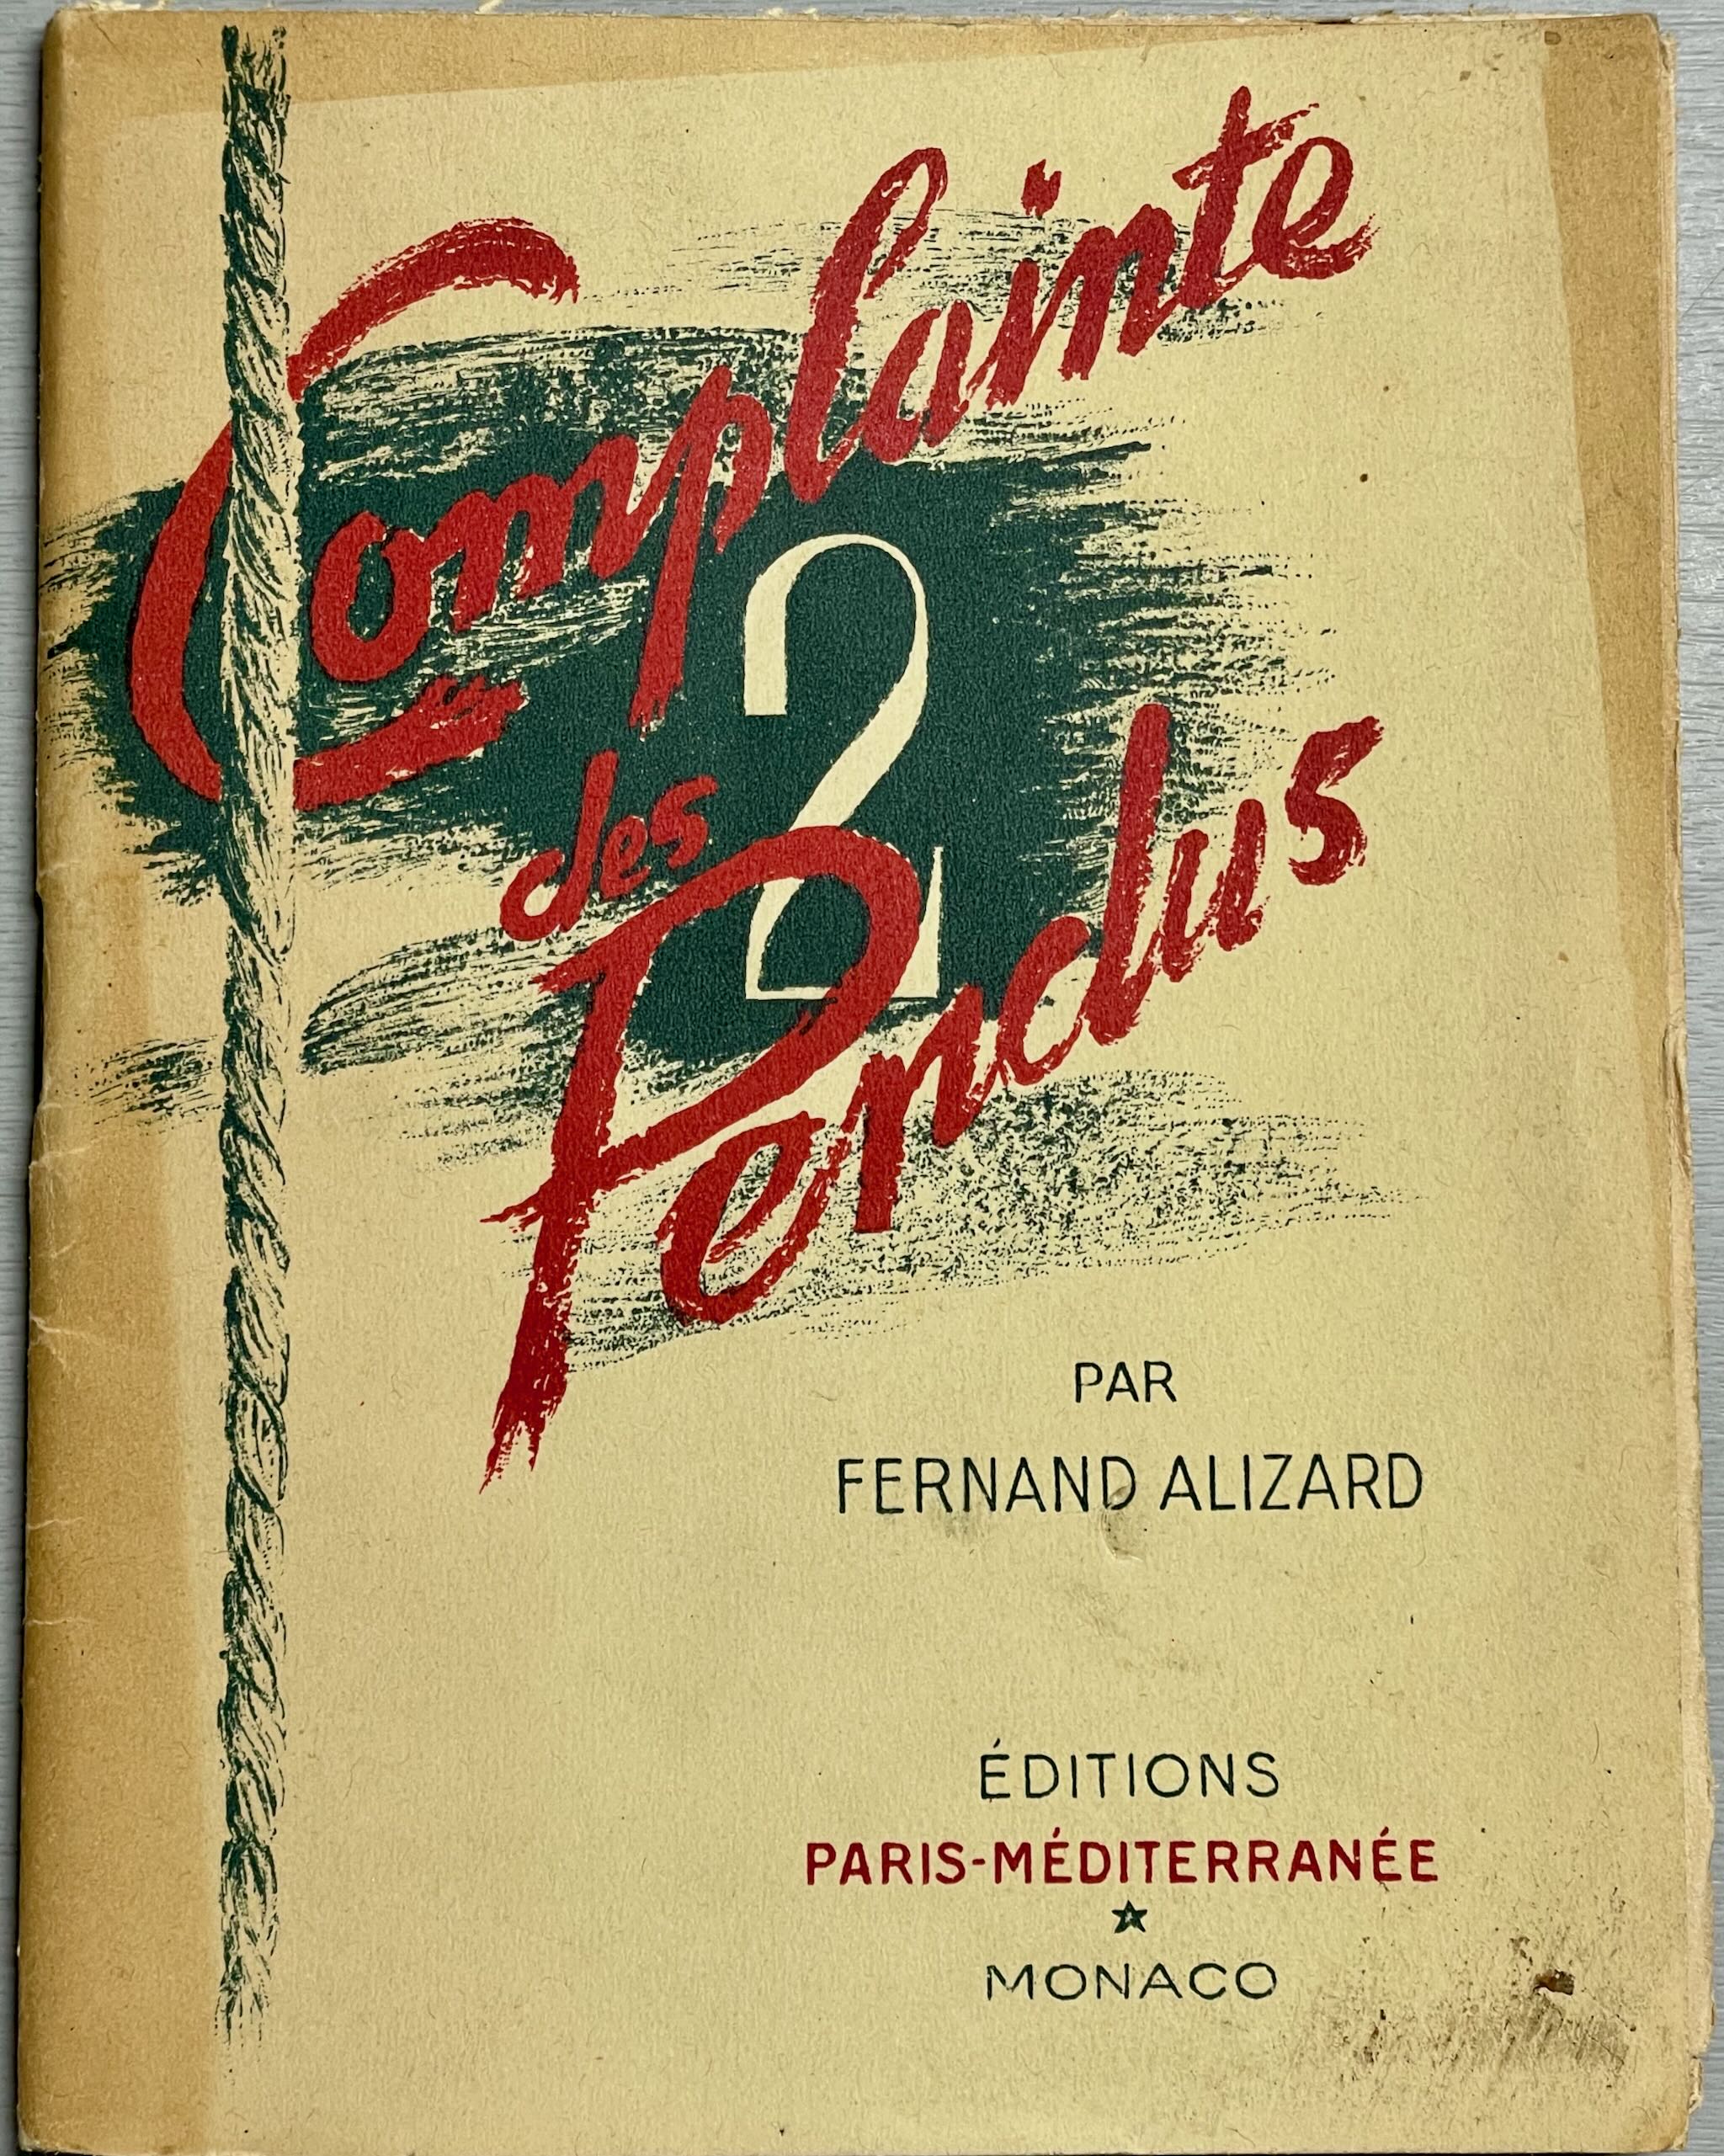 Complainte
des 2
Pendus
PAR
FERNAND ALIZARD
ÉDITIONS
PARIS-MÉDITERRANÉE
MONACO